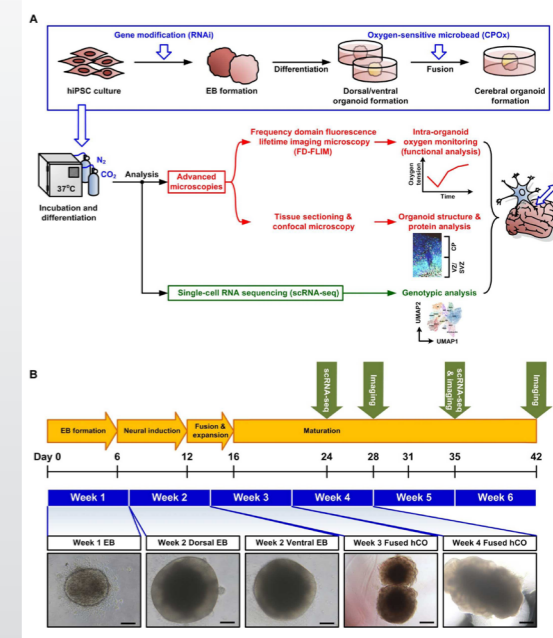 A
Gene modification (RNAi)
Oxygen-sensitive microbead (CPOx)
Differentiation
Fusion
hiPSC culture
EB formation
Dorsal/ventral
organoid formation
Cerebral organoid
formation
N2
CO2
37°C
Incubation and
differentiation
Analysis
Advanced
microscopies
Frequency domain fluorescence
lifetime imaging microscopy
(FD-FLIM)
Intra-organoid
oxygen monitoring
(functional analysis)
Oxygen
tension
Time
Tissue sectioning &
confocal microscopy
Organoid structure &
protein analysis
CP
VZ/
SVZ
Single-cell RNA sequencing (scRNA-seq)
Genotypic analysis
UMAP2
UMAP1
B
scRNA-seq
Imaging
scRNA-seq
& imaging
Imaging
EB formation
Neural induction
Fusion &
expansion
Maturation
Day 0 6 12 16 24 28 31 35 42
Week 1 Week 2 Week 3 Week 4 Week 5 Week 6
Week 1 EB
Week 2 Dorsal EB
Week 2 Ventral EB
Week 3 Fused hCO
Week 4 Fused hCO